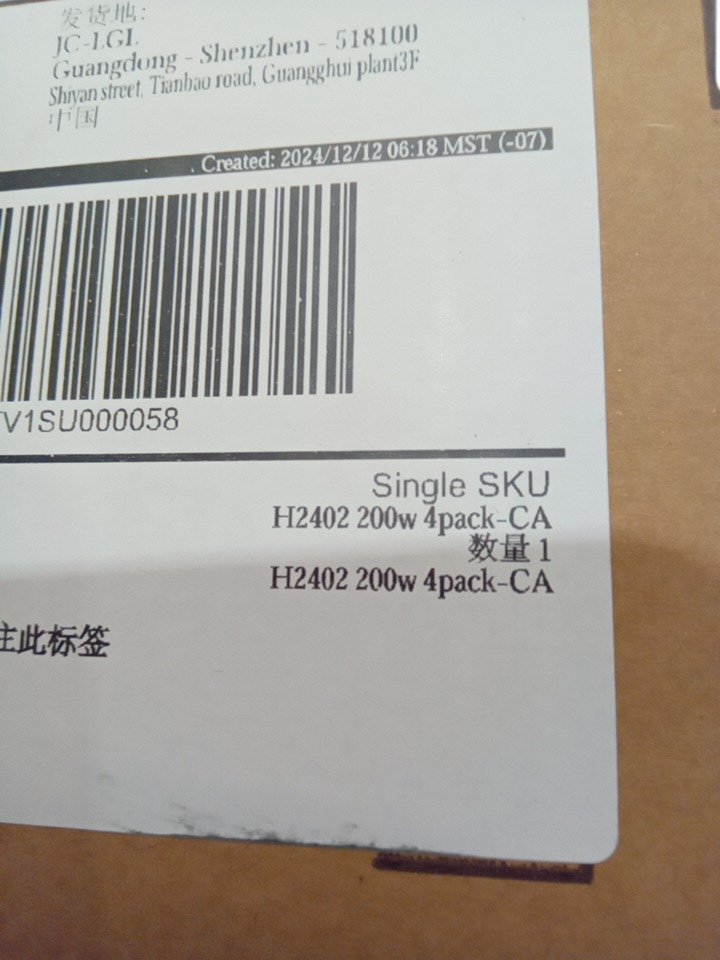 发货地:
JC-LGL
Guangdong - Shenzhen - 518100
Shiyan street, Tianbao road, Guangghui plant3F
中国
Created: 2024/12/12 06:18 MST (-07)
V1SU000058
Single SKU
H2402 200w 4pack-CA
数量 1
H2402 200w 4pack-CA
注此标签